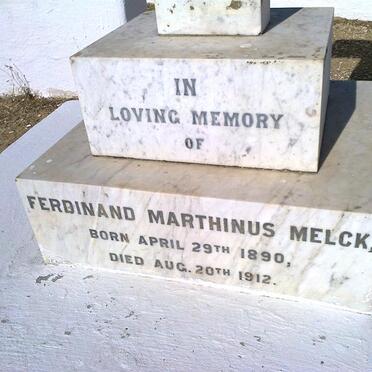 IN
LOVING MEMORY
OF
FERDINAND MARTHINUS MELCK,
BORN APRIL 29TH 1890,
DIED AUG. 20TH 1912.